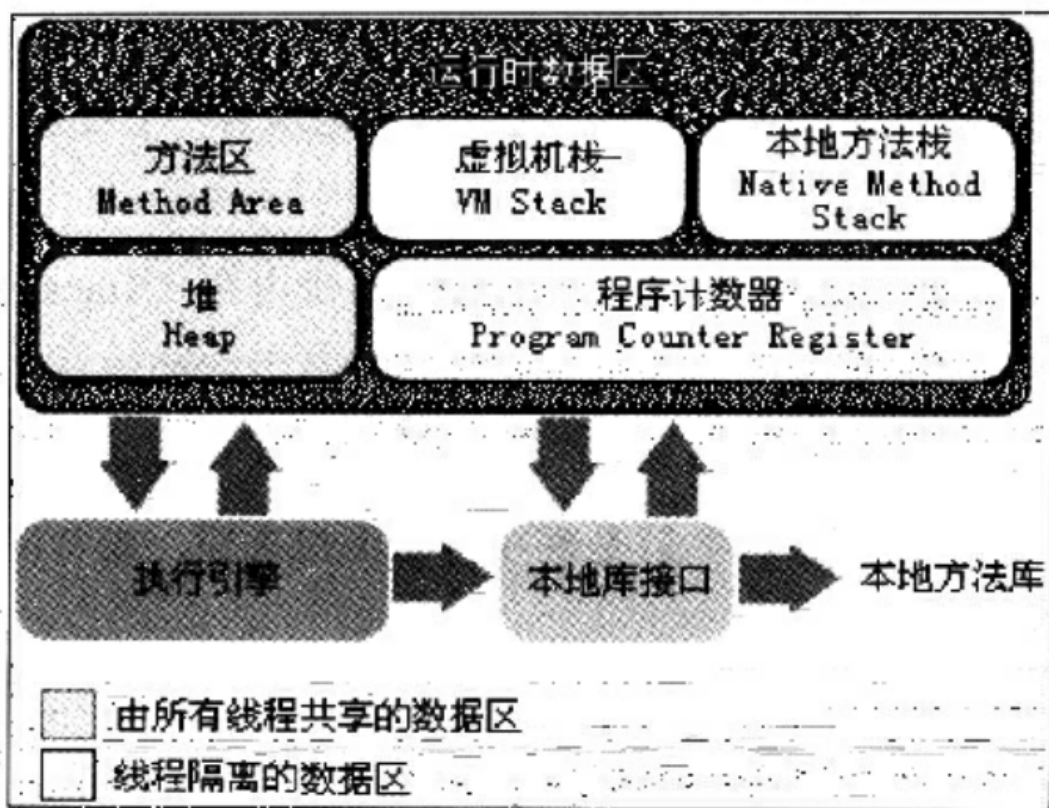 运行时数据区
方法区
Method Area
虚拟机栈
VM Stack
本地方法栈
Native Method
Stack
堆
Heap
程序计数器
Program Counter Register
执行引擎
本地库接口
本地方法库
由所有线程共享的数据区
线程隔离的数据区